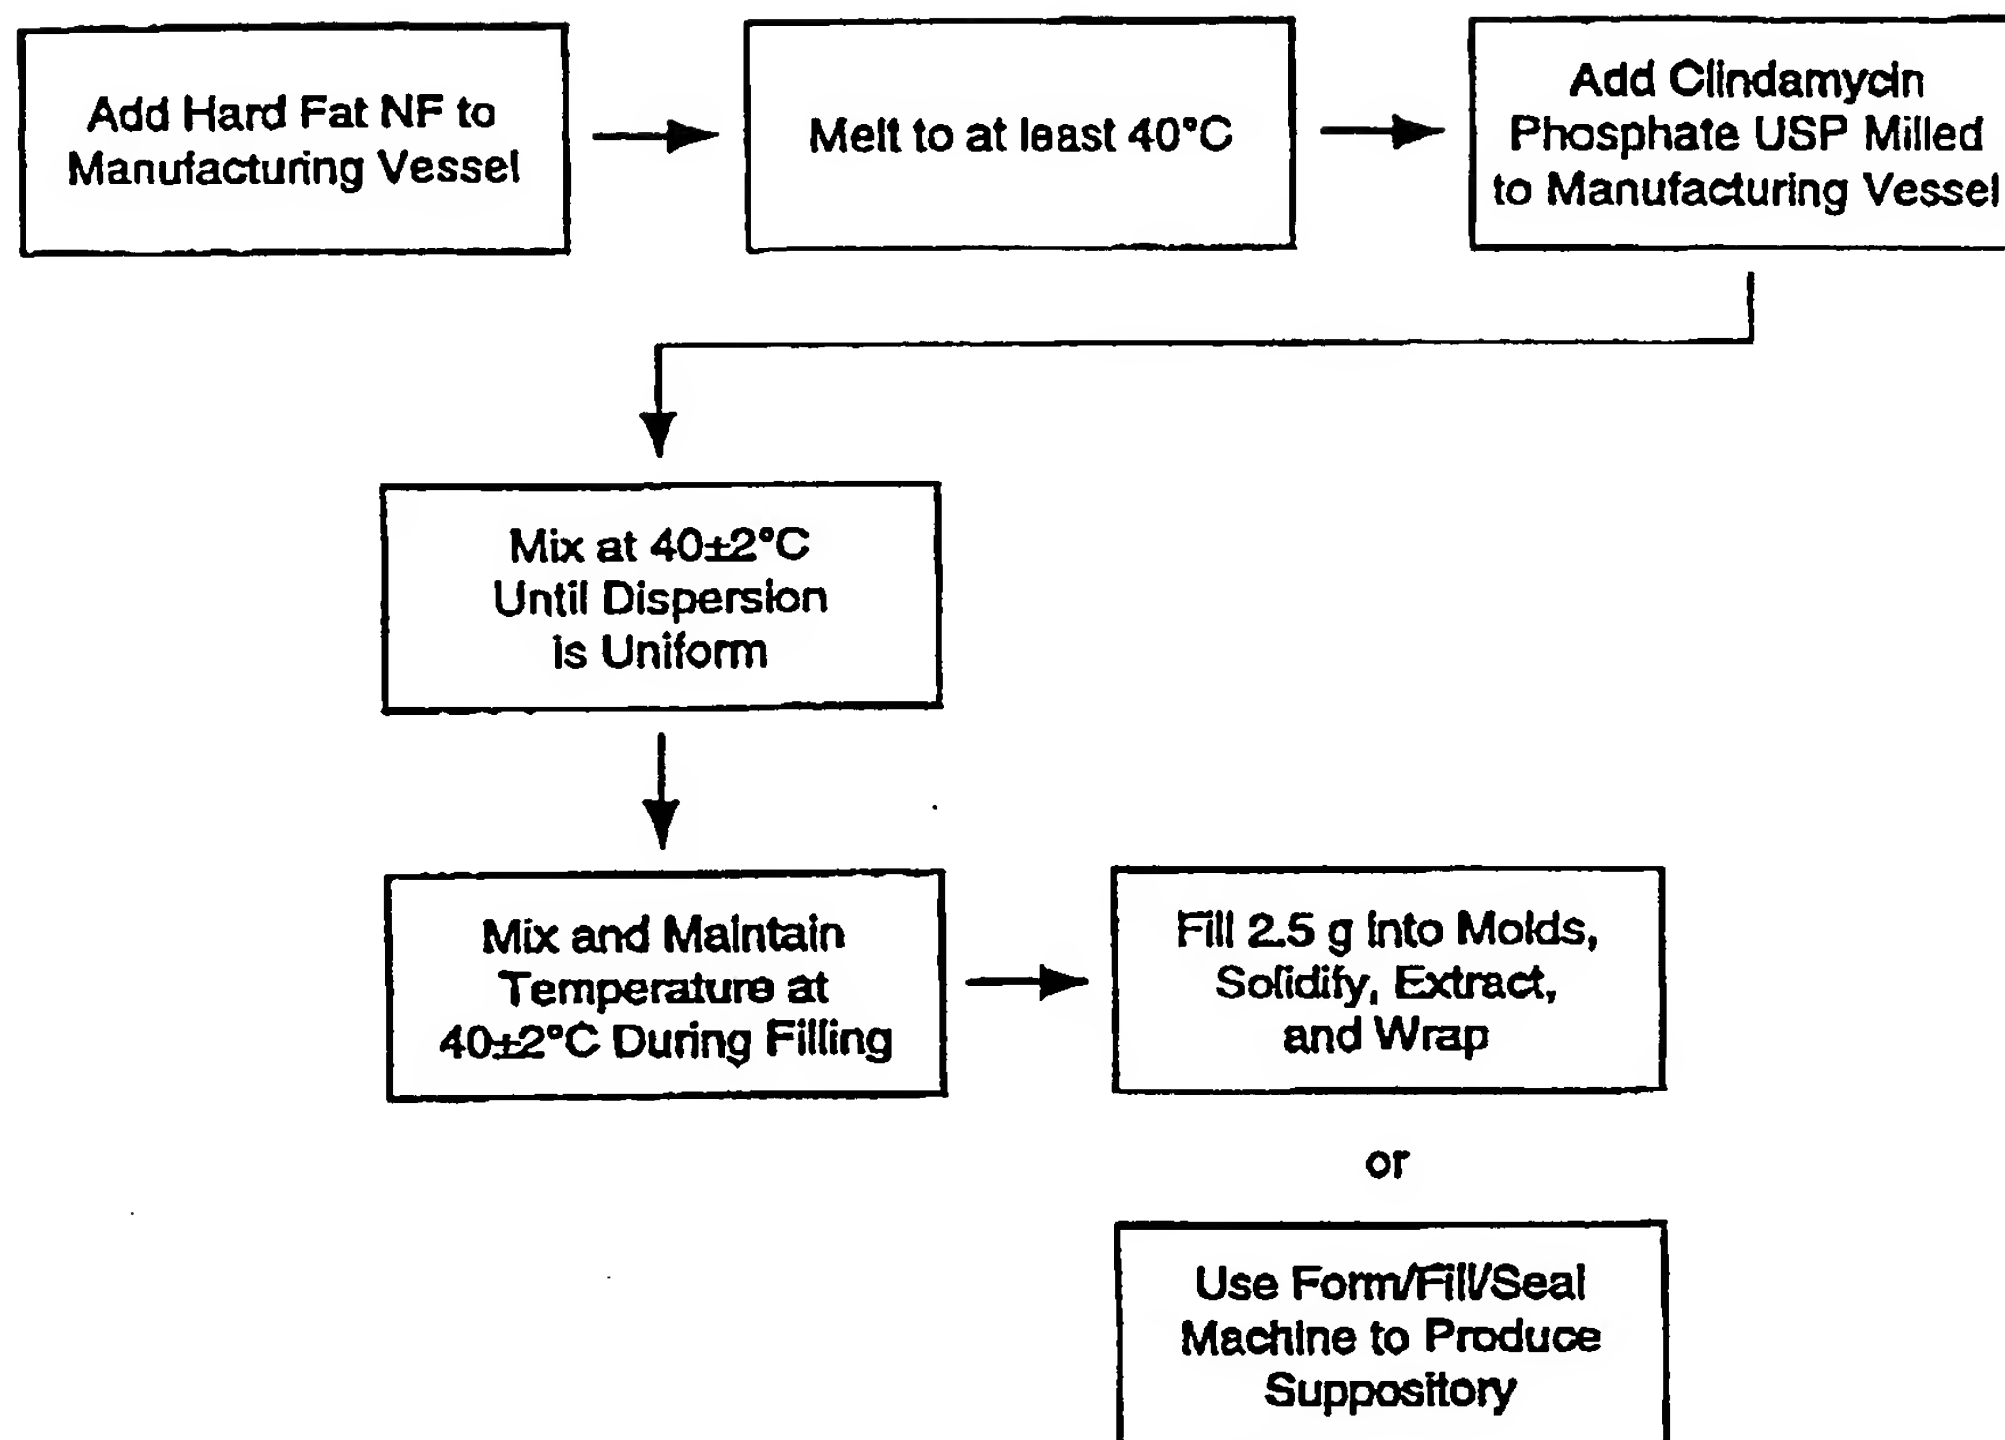 Add Hard Fat NF to
Manufacturing Vessel
Melt to at least 40°C
Add Clindamycin
Phosphate USP Milled
to Manufacturing Vessel
Mix at 40±2°C
Until Dispersion
is Uniform
Mix and Maintain
Temperature at
40±2°C During Filling
Fill 2.5 g into Molds,
Solidify, Extract,
and Wrap
or
Use Form/Fill/Seal
Machine to Produce
Suppository